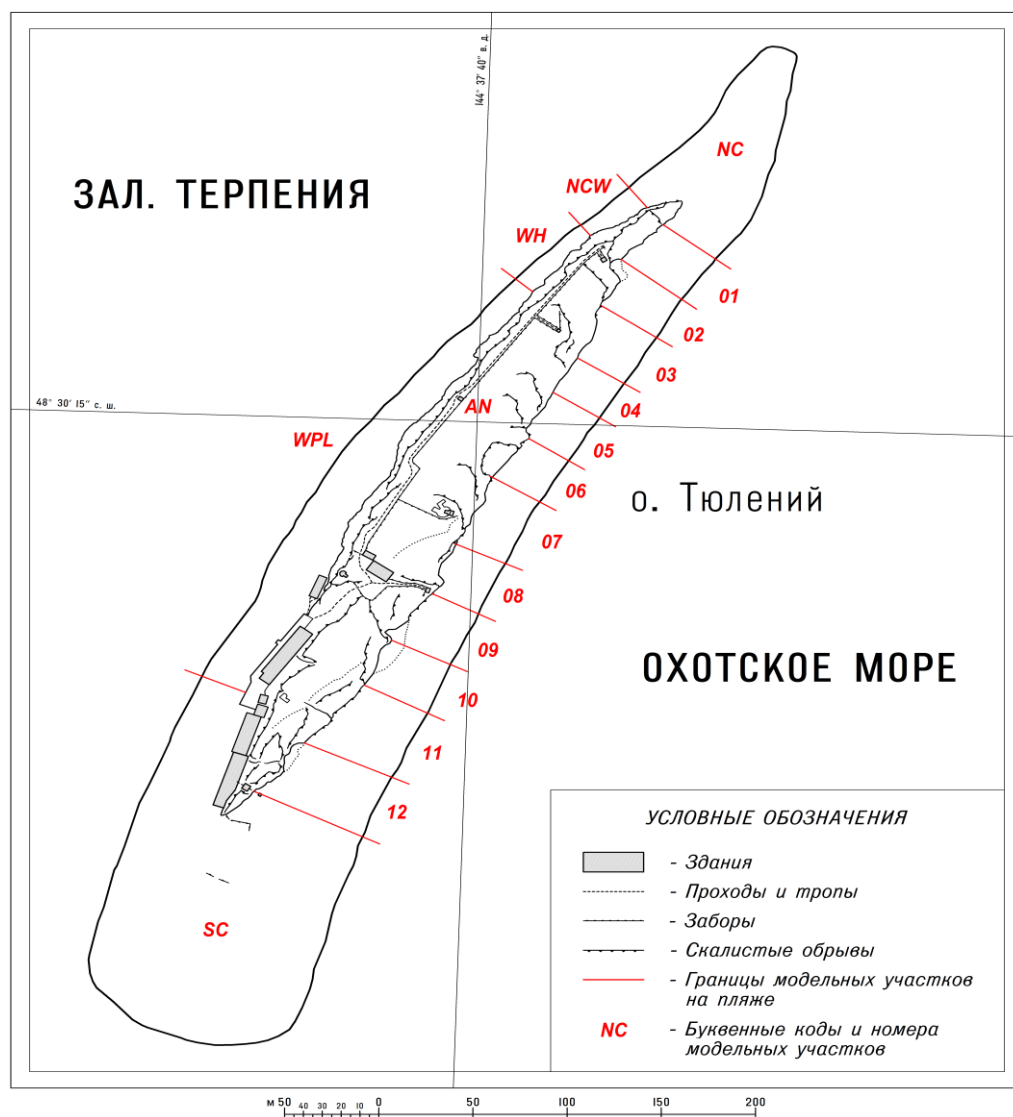 144° 37' 40" в. д.
NC
ЗАЛ. ТЕРПЕНИЯ
NCW
WH
01
02
03
48° 30' 15" с. ш.
AN
04
WPL
05
06
о. Тюлений
07
08
09
ОХОТСКОЕ МОРЕ
10
11
12
SC
УСЛОВНЫЕ ОБОЗНАЧЕНИЯ
- Здания
- Проходы и тропы
- Заборы
- Скалистые обрывы
- Границы модельных участков
на пляже
NC - Буквенные коды и номера
модельных участков
м 50 40 30 20 10 0 50 100 150 200